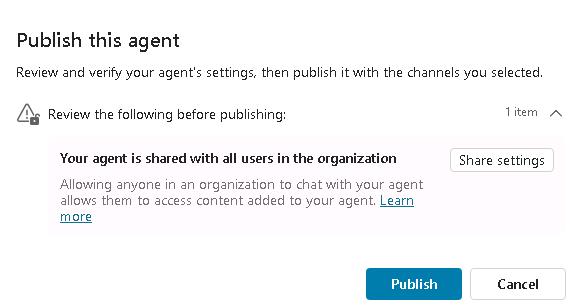 Publish this agent
Review and verify your agent's settings, then publish it with the channels you selected.
Review the following before publishing:
1 item
Your agent is shared with all users in the organization
Share settings
Allowing anyone in an organization to chat with your agent
allows them to access content added to your agent. Learn
more
Publish
Cancel